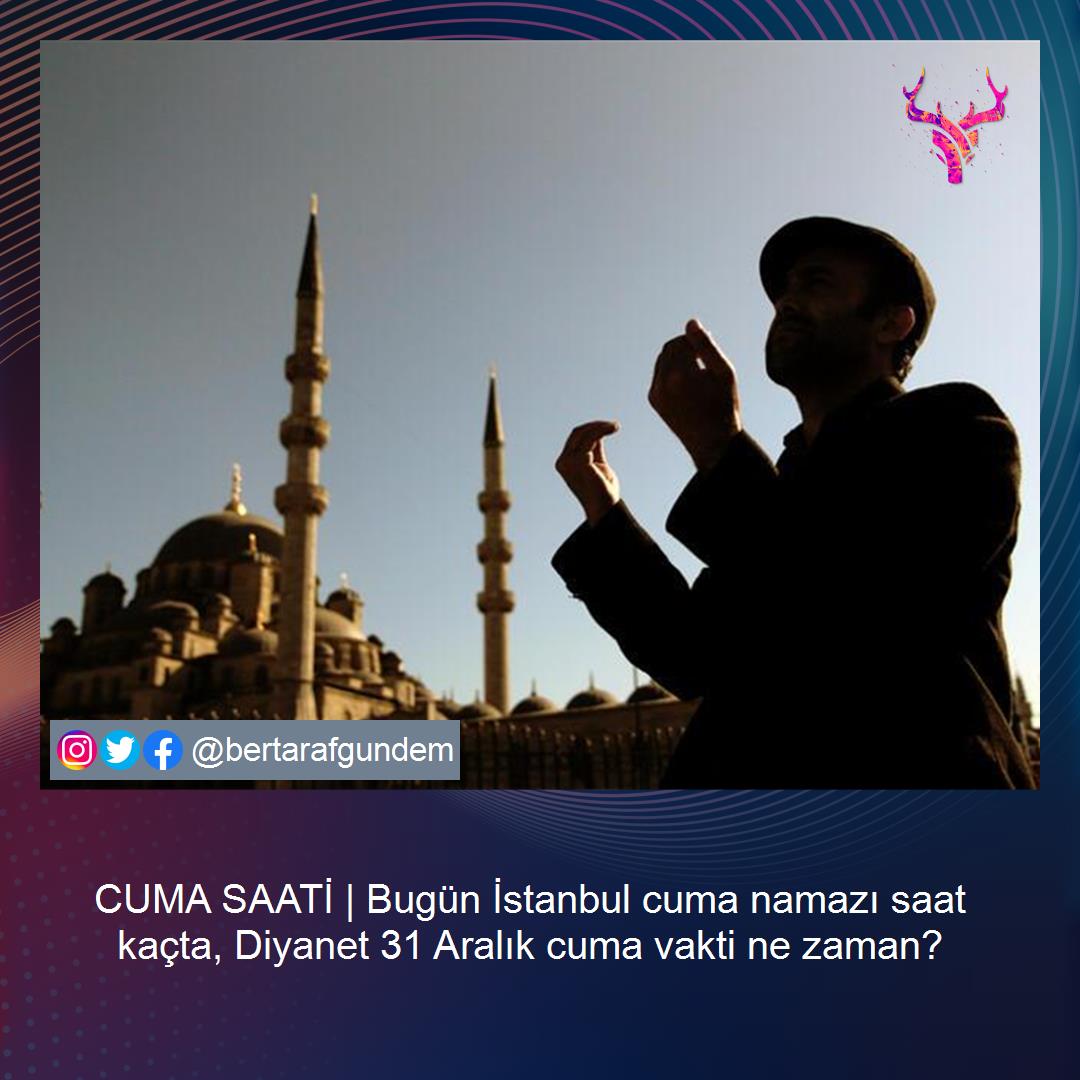 @bertarafgundem
CUMA SAATİ | Bugün İstanbul cuma namazı saat
kaçta, Diyanet 31 Aralık cuma vakti ne zaman?